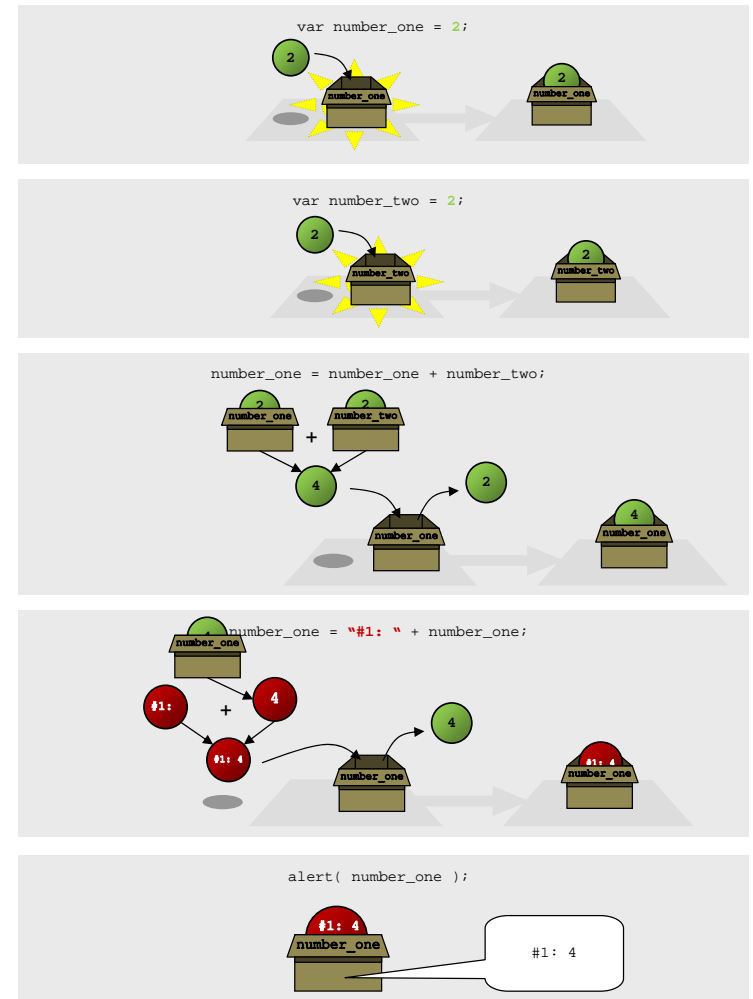 var number_one = 2;
2
number_one
2
number_one
var number_two = 2;
2
number_two
2
number_two
number_one = number_one + number_two;
2
number_one
2
number_two
+
4
2
number_one
4
number_one
number_one = “#1: “ + number_one;
4
number_one
#1:
+
4
#1: 4
4
number_one
#1: 4
number_one
alert( number_one );
#1: 4
number_one
#1: 4